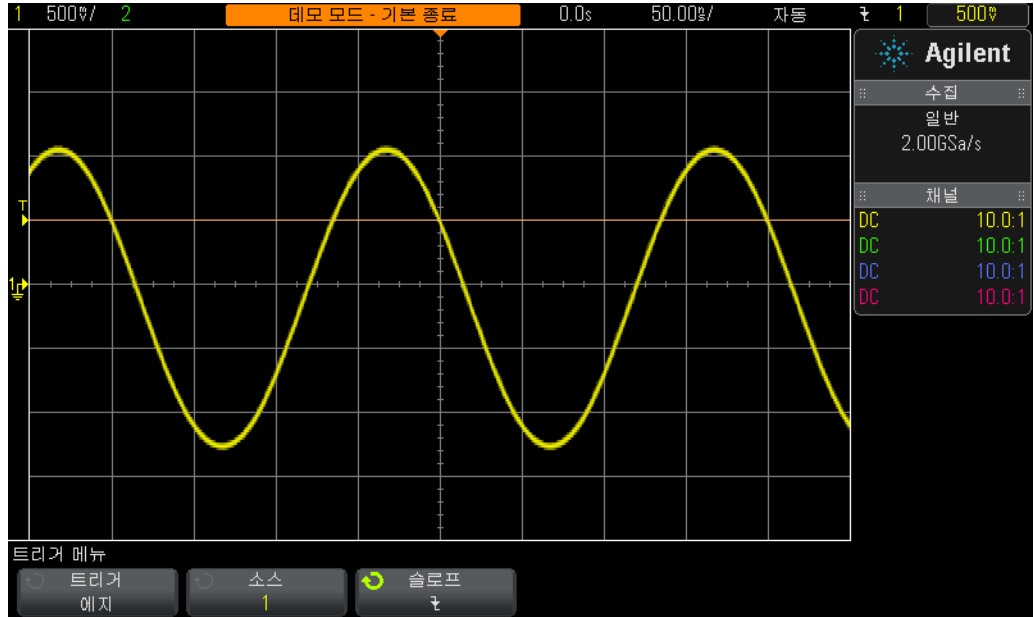 1 500mV/ 2 데모 모드 - 기본 종료 0.0s 50.00ns/ 자동 1 500mV
Agilent
수집
일반
2.00GSa/s
채널
DC 10.0:1
DC 10.0:1
DC 10.0:1
DC 10.0:1
T
1
트리거 메뉴
트리거 소스 슬로프
에지 1